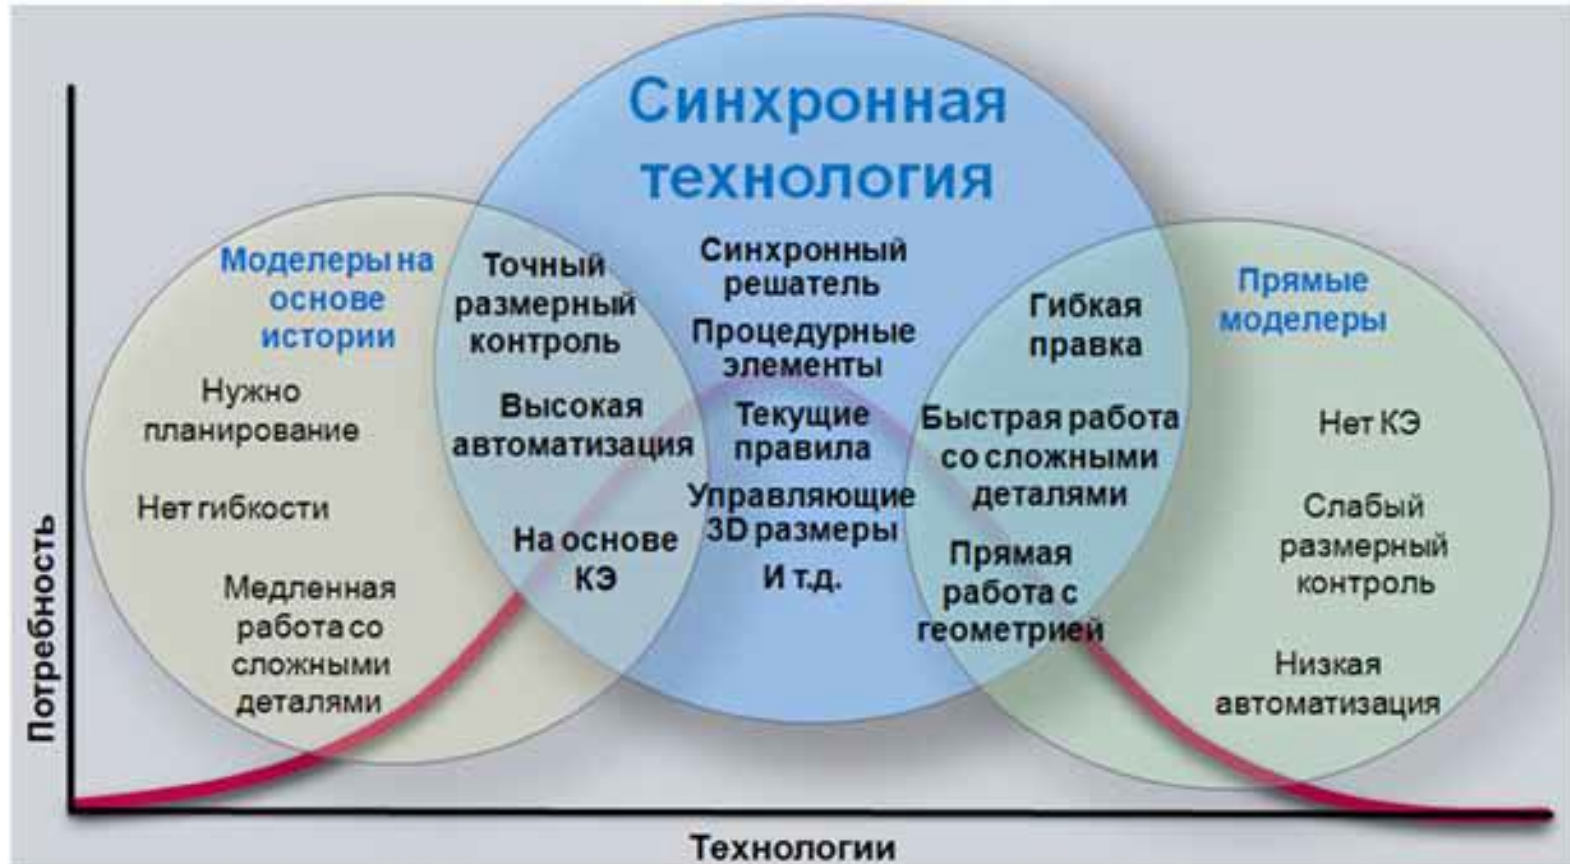 Синхронная
технология
Моделеры на
основе
истории
Нужно
планирование
Нет гибкости
Медленная
работа со
сложными
деталями
Точный
размерный
контроль
Высокая
автоматизация
На основе
КЭ
Синхронный
решатель
Процедурные
элементы
Текущие
правила
Управляющие
3D размеры
И т.д.
Гибкая
правка
Быстрая работа
со сложными
деталями
Прямая
работа с
геометрией
Прямые
моделеры
Нет КЭ
Слабый
размерный
контроль
Низкая
автоматизация
Потребность
Технологии